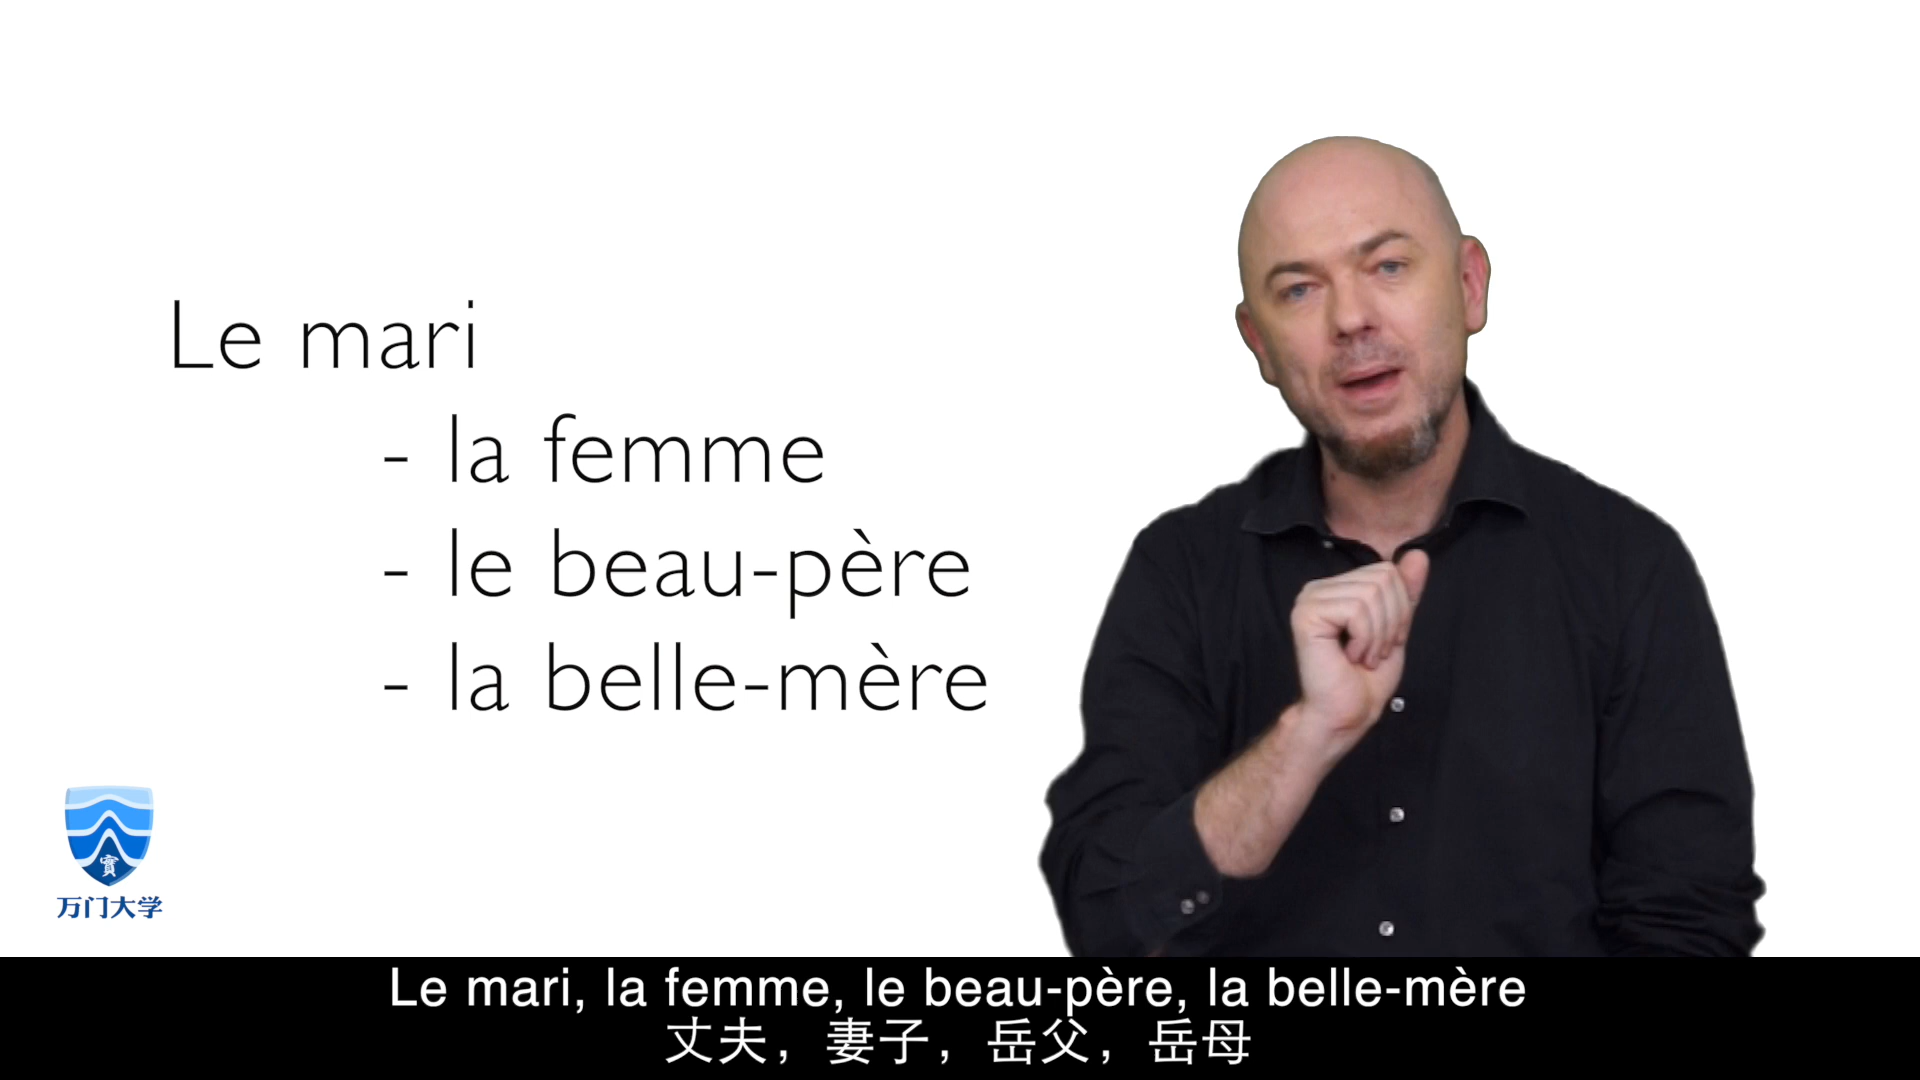 Le mari
- la femme
- le beau-père
- la belle-mère
寳
万门大学
Le mari, la femme, le beau-père, la belle-mère
丈夫，妻子，岳父，岳母